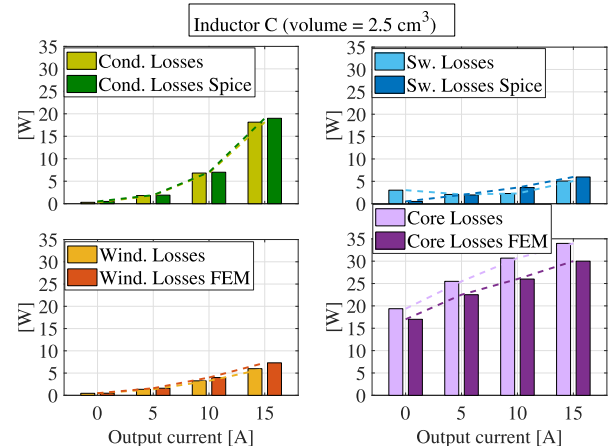 Inductor C (volume = 2.5 cm³)
35
30
25
20
15
10
5
0
[W]
Cond. Losses
Cond. Losses Spice
35
30
25
20
15
10
5
0
[W]
Sw. Losses
Sw. Losses Spice
35
30
25
20
15
10
5
0
[W]
Wind. Losses
Wind. Losses FEM
0 5 10 15
Output current [A]
35
30
25
20
15
10
5
0
[W]
Core Losses
Core Losses FEM
0 5 10 15
Output current [A]